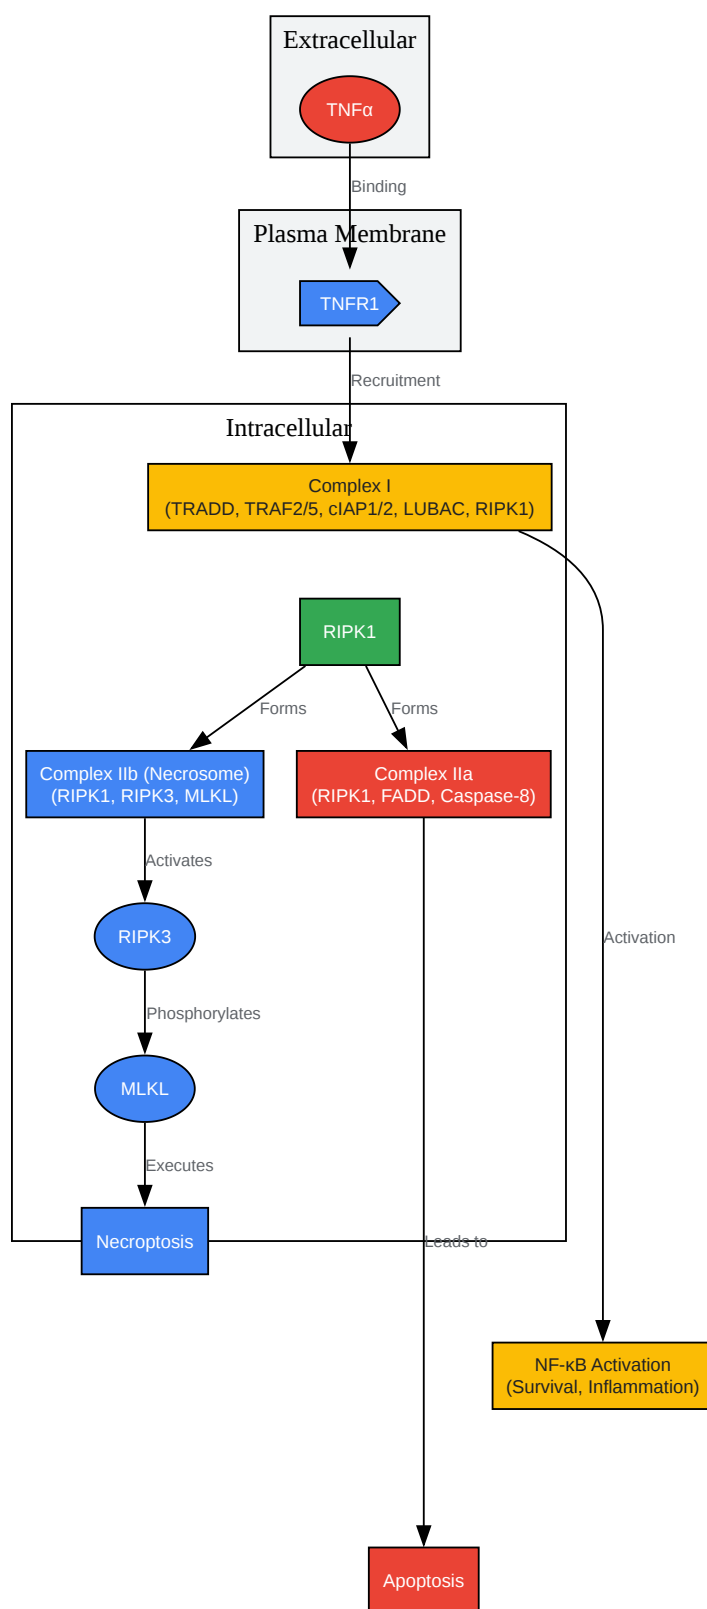 Extracellular
TNFα
Binding
Plasma Membrane
TNFR1
Recruitment
Intracellular
Complex I
(TRADD, TRAF2/5, cIAP1/2, LUBAC, RIPK1)
RIPK1
Forms
Forms
Complex IIb (Necrosome)
(RIPK1, RIPK3, MLKL)
Complex IIa
(RIPK1, FADD, Caspase-8)
Activates
RIPK3
Activation
Phosphorylates
MLKL
Executes
Necroptosis
Leads to
NF-κB Activation
(Survival, Inflammation)
Apoptosis